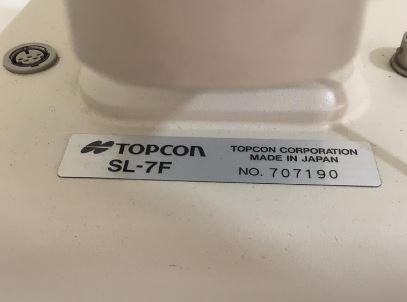 TOPCON
SL-7F
TOPCON CORPORATION
MADE IN JAPAN
NO. 707190